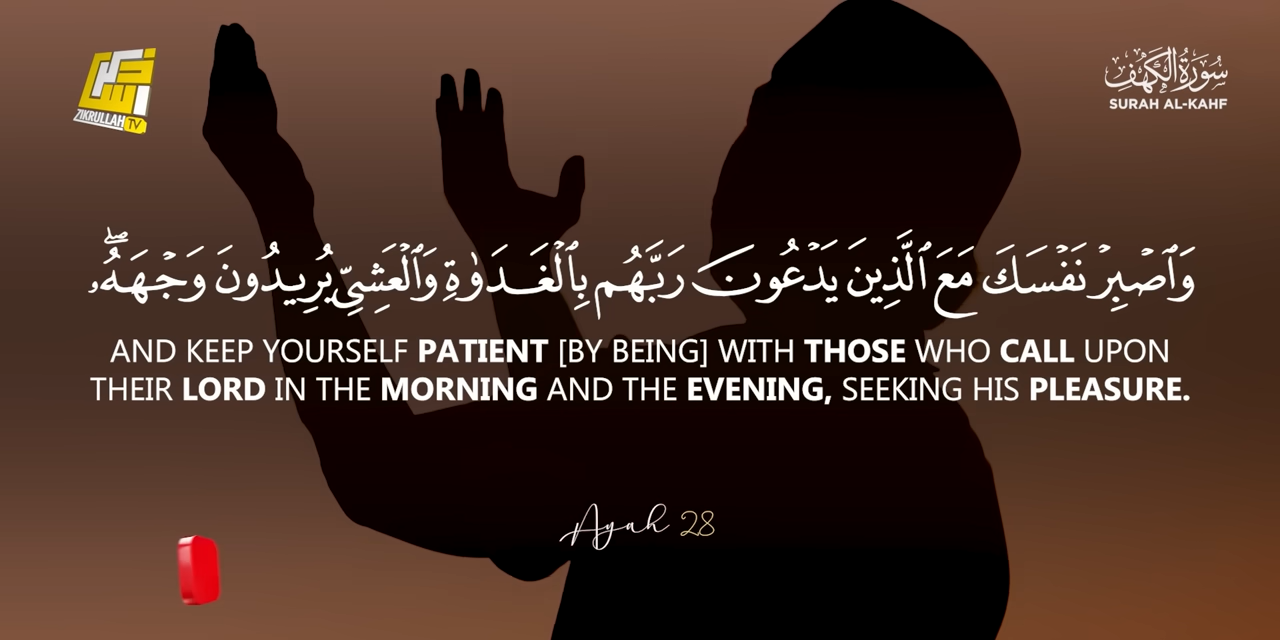 ذكر الله
ZIKRULLAH TV
سُورَةُ الْكَهْفِ
SURAH AL-KAHF
وَٱصۡبِرۡ نَفۡسَكَ مَعَ ٱلَّذِينَ يَدۡعُونَ رَبَّهُم بِٱلۡغَدَوٰةِ وَٱلۡعَشِيِّ يُرِيدُونَ وَجۡهَهُۥۖ
AND KEEP YOURSELF PATIENT [BY BEING] WITH THOSE WHO CALL UPON
THEIR LORD IN THE MORNING AND THE EVENING, SEEKING HIS PLEASURE.
Ayah 28